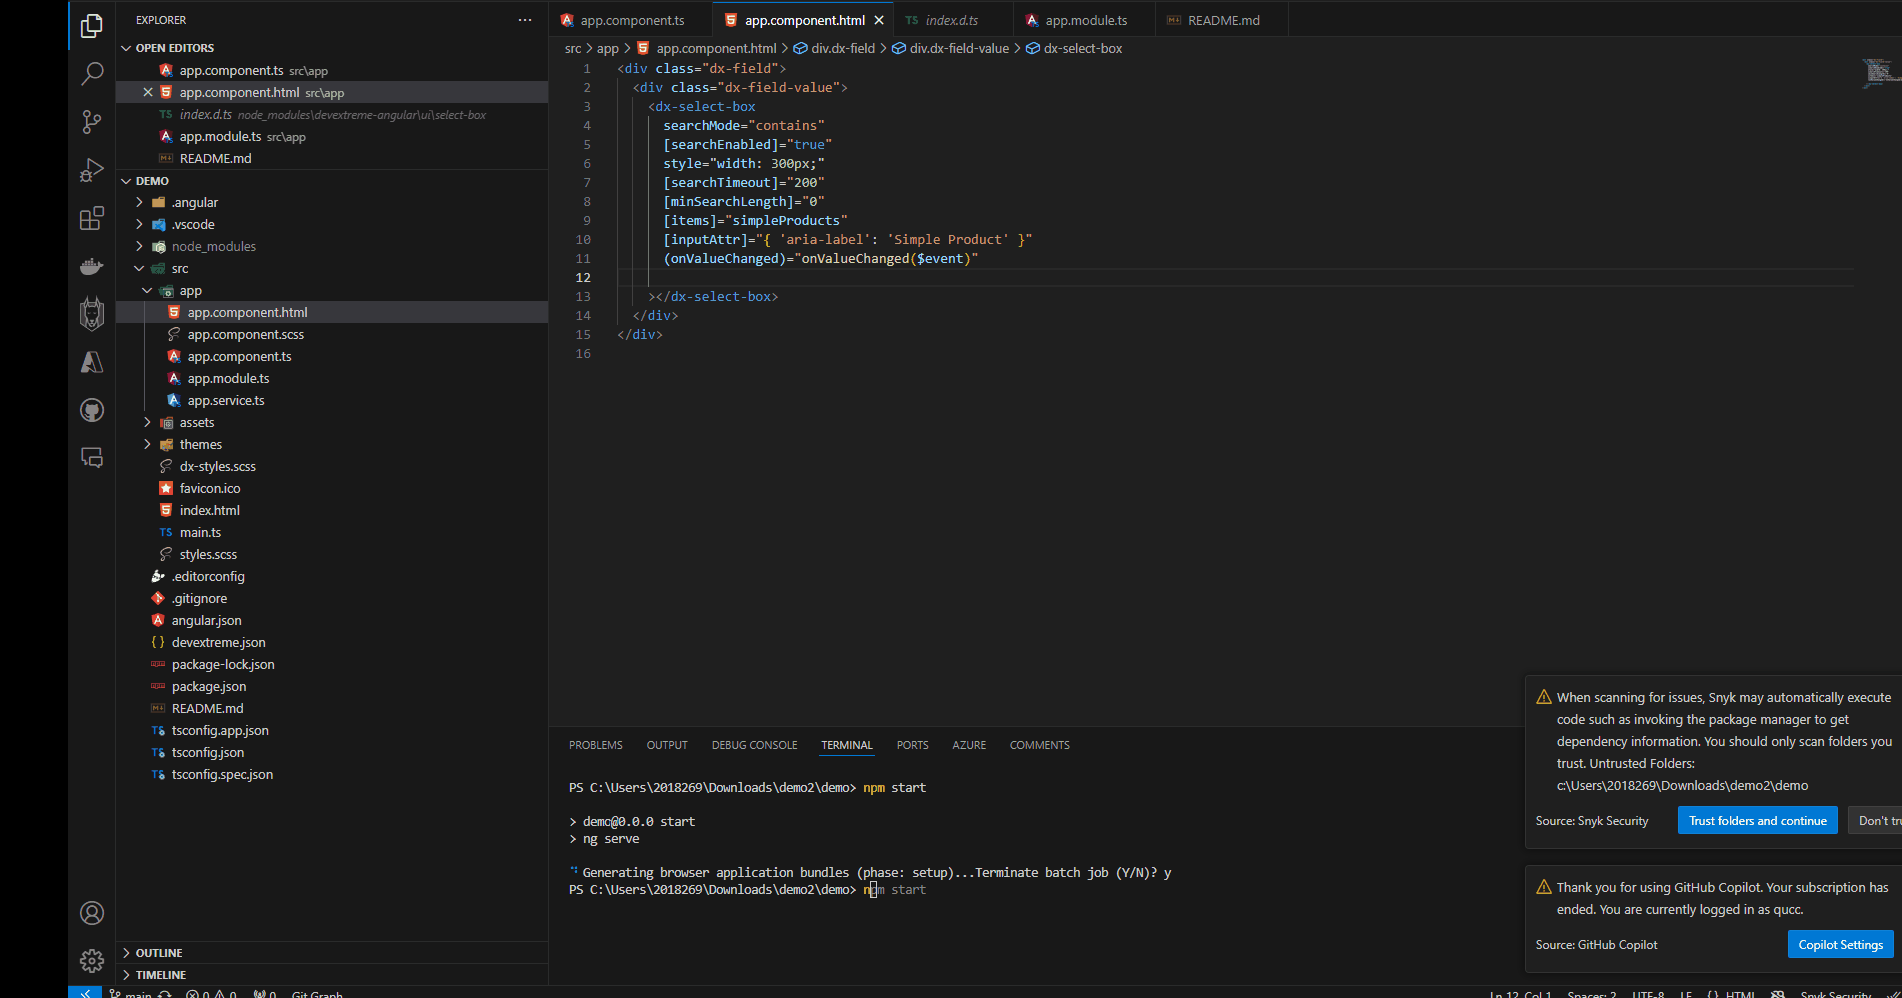 EXPLORER
OPEN EDITORS
app.component.ts src\app
app.component.html src\app
TS index.d.ts node_modules\devextreme-angular\ui\select-box
app.module.ts src\app
README.md
DEMO
.angular
.vscode
node_modules
src
app
app.component.html
app.component.scss
app.component.ts
app.module.ts
app.service.ts
assets
themes
dx-styles.scss
favicon.ico
index.html
TS main.ts
styles.scss
.editorconfig
.gitignore
angular.json
{ } devextreme.json
package-lock.json
package.json
README.md
tsconfig.app.json
tsconfig.json
tsconfig.spec.json
OUTLINE
TIMELINE
app.component.ts
app.component.html
TS index.d.ts
app.module.ts
README.md
src > app > app.component.html > div.dx-field > div.dx-field-value > dx-select-box
1 <div class="dx-field">
2 <div class="dx-field-value">
3 <dx-select-box
4 searchMode="contains"
5 [searchEnabled]="true"
6 style="width: 300px;"
7 [searchTimeout]="200"
8 [minSearchLength]="0"
9 [items]="simpleProducts"
10 [inputAttr]="{ 'aria-label': 'Simple Product' }"
11 (onValueChanged)="onValueChanged($event)"
12
13 ></dx-select-box>
14 </div>
15 </div>
16
PROBLEMS OUTPUT DEBUG CONSOLE TERMINAL PORTS AZURE COMMENTS
PS C:\Users\2018269\Downloads\demo2\demo> npm start
> demo@0.0.0 start
> ng serve
Generating browser application bundles (phase: setup)...Terminate batch job (Y/N)? y
PS C:\Users\2018269\Downloads\demo2\demo> npm start
When scanning for issues, Snyk may automatically execute
code such as invoking the package manager to get
dependency information. You should only scan folders you
trust. Untrusted Folders:
c:\Users\2018269\Downloads\demo2\demo
Source: Snyk Security
Trust folders and continue
Don't tru
Thank you for using GitHub Copilot. Your subscription has
ended. You are currently logged in as qucc.
Source: GitHub Copilot
Copilot Settings
main 0 0 0 Git Graph
Ln 12, Col 1 Spaces: 2 UTF-8 LF { } HTML Snyk Security